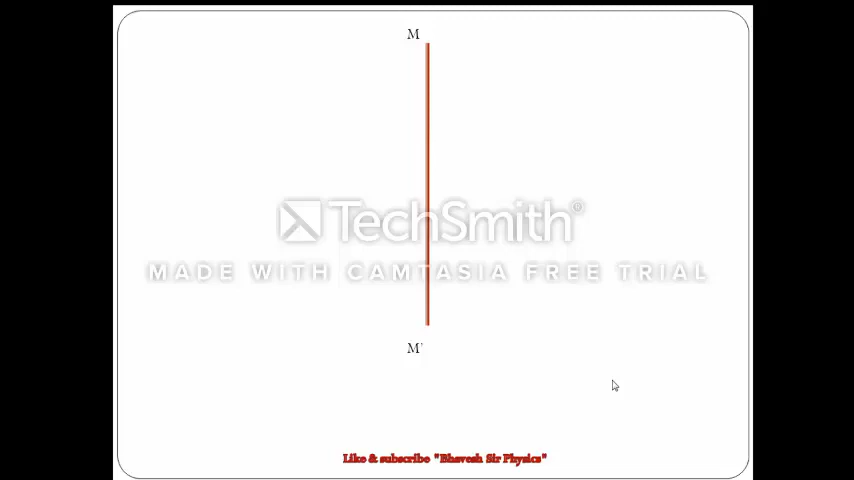 M
TechSmith®
MADE WITH CAMTASIA FREE TRIAL
M'
Like & subscribe "Bhavesh Sir Physics"